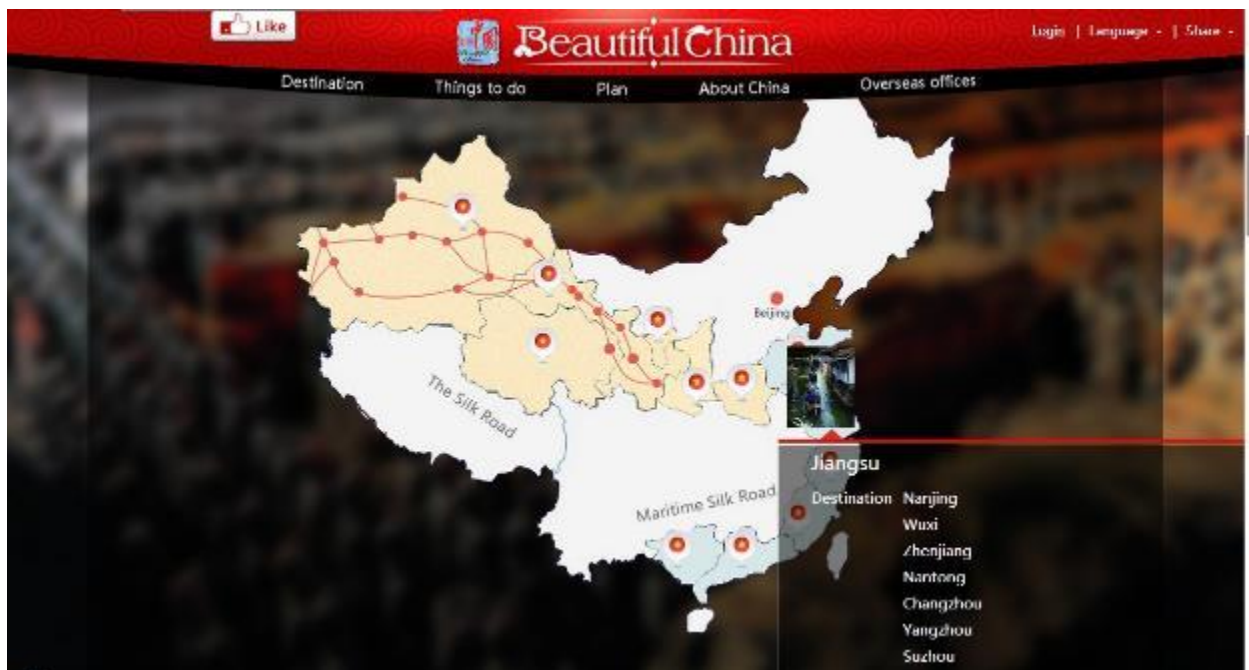 Like
Beautiful China
Login | Language - | Share -
Destination Things to do Plan About China Overseas offices
Beijing
The Silk Road
Jiangsu
Maritime Silk Road
Destination Nanjing
Wuxi
Zhenjiang
Nantong
Changzhou
Yangzhou
Suzhou